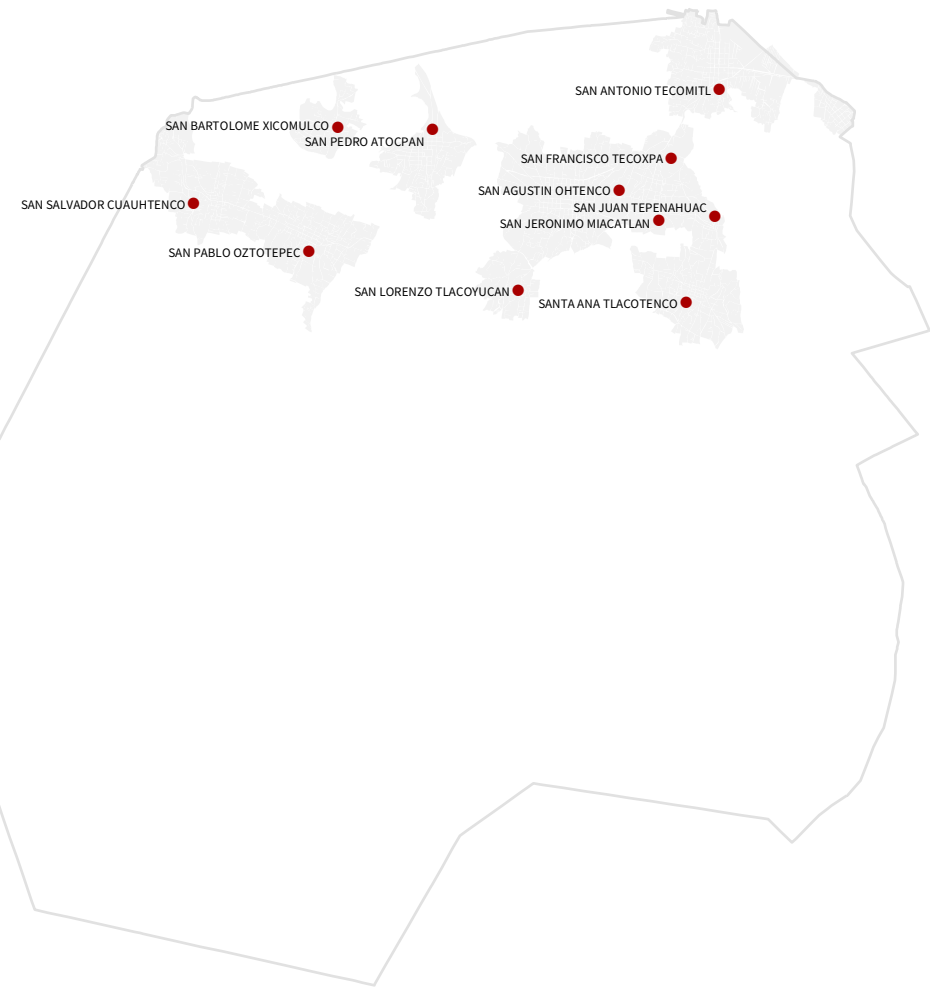 SAN ANTONIO TECOMITL
SAN BARTOLOME XICOMULCO
SAN PEDRO ATOCPAN
SAN FRANCISCO TECOXPA
SAN AGUSTIN OHTENCO
SAN SALVADOR CUAUHTENCO
SAN JUAN TEPENAHUAC
SAN JERONIMO MIACATLAN
SAN PABLO OZTOTEPEC
SAN LORENZO TLACOYUCAN
SANTA ANA TLACOTENCO